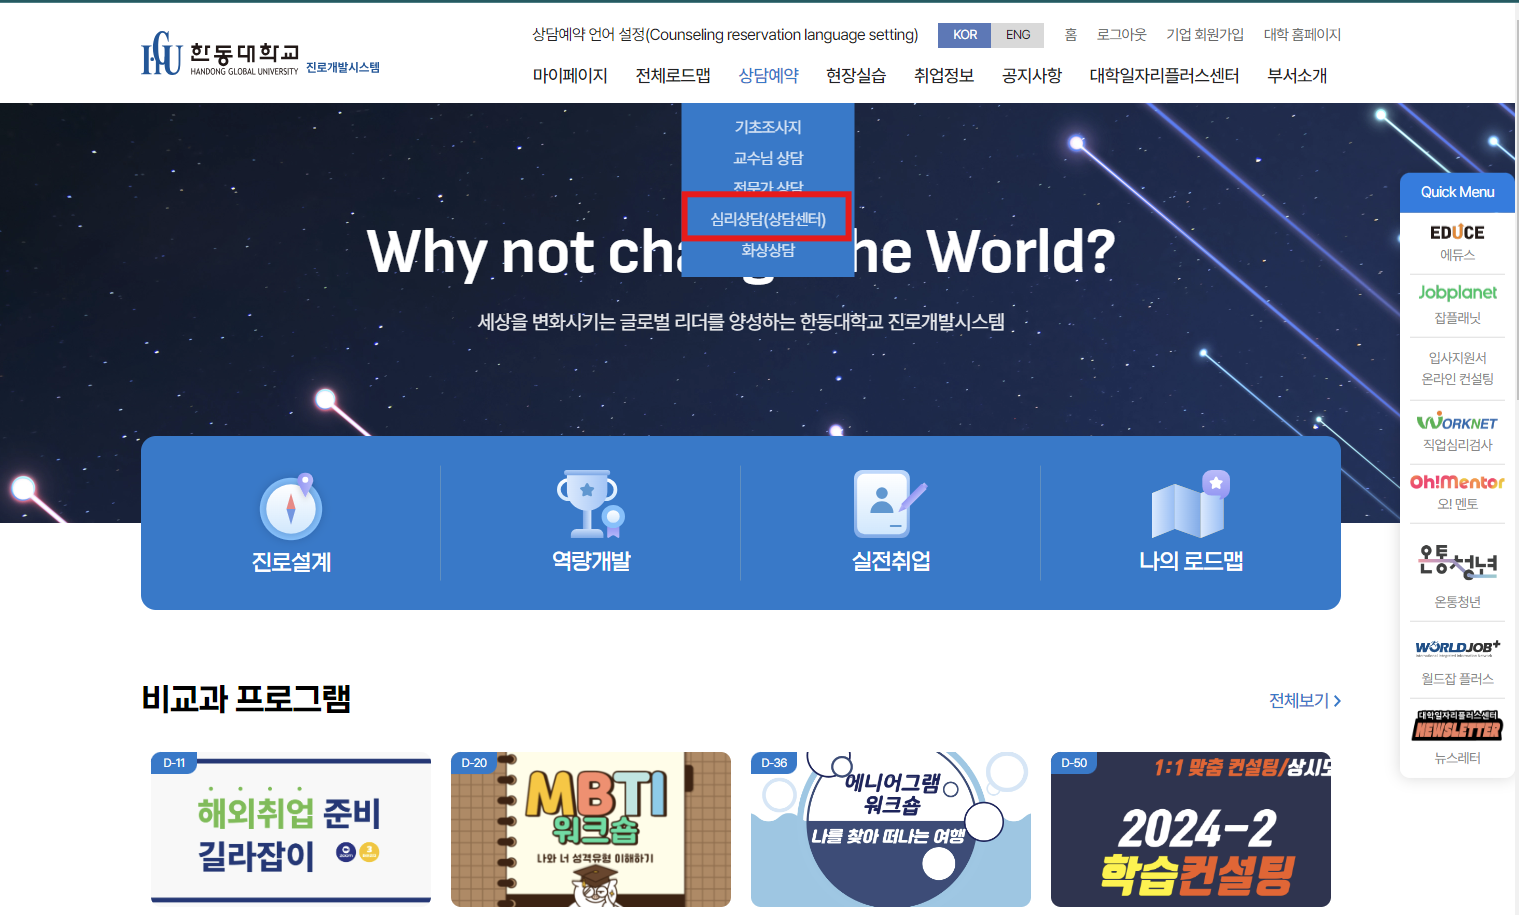 상담예약 언어 설정(Counseling reservation language setting)
KOR
ENG
홈
로그아웃
기업 회원가입
대학 홈페이지
HGU
한동대학교
HANDONG GLOBAL UNIVERSITY
진로개발시스템
마이페이지
전체로드맵
상담예약
현장실습
취업정보
공지사항
대학일자리플러스센터
부서소개
기초조사지
교수님 상담
전문가 상담
심리상담(상담센터)
화상상담
Why not change the World?
세상을 변화시키는 글로벌 리더를 양성하는 한동대학교 진로개발시스템
진로설계
역량개발
실전취업
나의 로드맵
비교과 프로그램
전체보기 >
D-11
해외취업 준비
길라잡이
D-20
MBTI
워크숍
나와 너 성격유형 이해하기
D-36
에니어그램
워크숍
나를 찾아 떠나는 여행
D-50
1:1 맞춤 컨설팅/상시모
2024-2
학습컨설팅
Quick Menu
EDUCE
에듀스
Jobplanet
잡플래닛
입사지원서
온라인 컨설팅
WORKNET
직업심리검사
Oh!Mentor
오! 멘토
온통청년
온통청년
WORLDJOB+
월드잡 플러스
대학일자리플러스센터
NEWSLETTER
뉴스레터